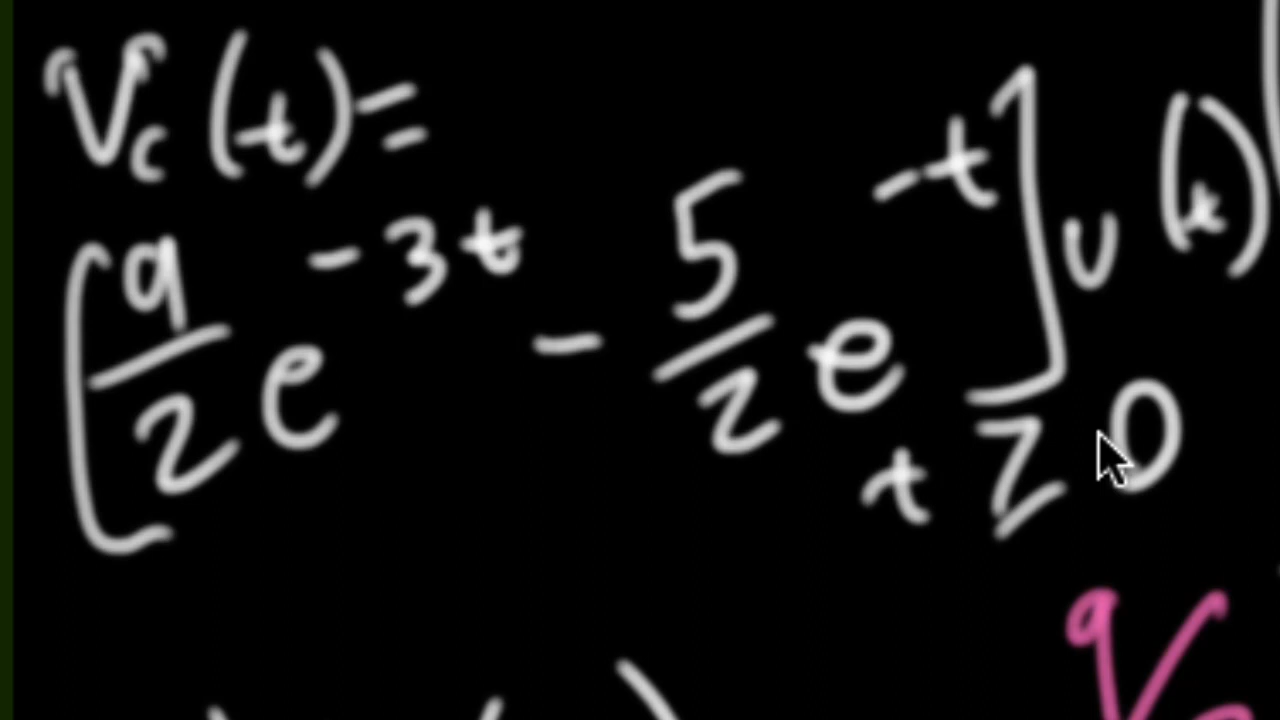 Vc(t)=
[9/2 e^-3t - 5/2 e^-t] u(t)
t ≥ 0
V